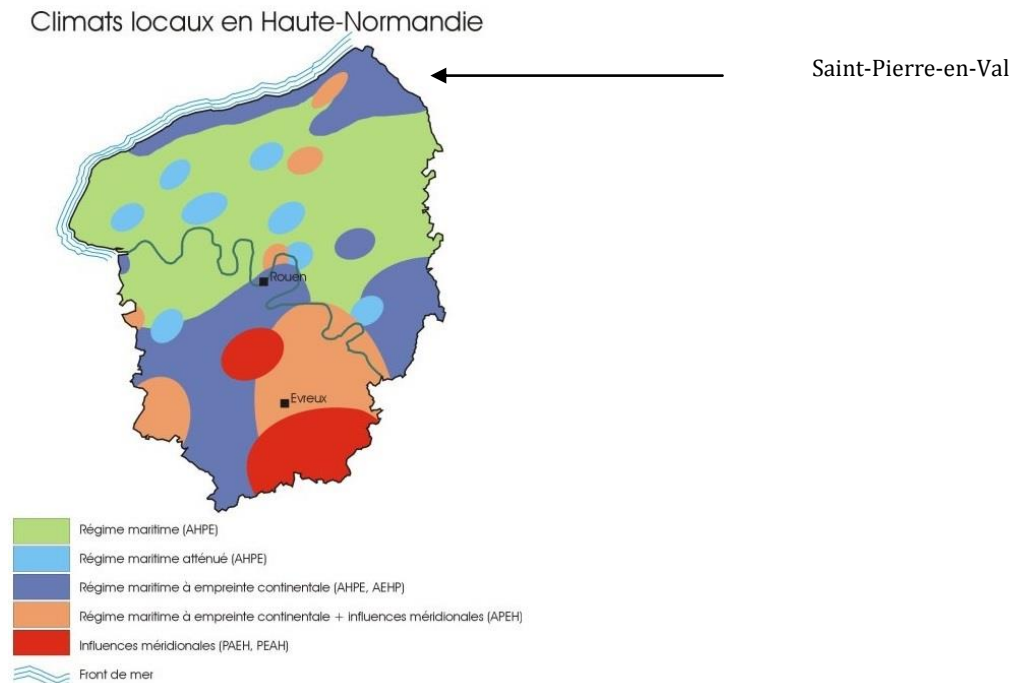 Climats locaux en Haute-Normandie
Saint-Pierre-en-Val
Rouen
Evreux
Régime maritime (AHPE)
Régime maritime atténué (AHPE)
Régime maritime à empreinte continentale (AHPE, AEHP)
Régime maritime à empreinte continentale + influences méridionales (APEH)
Influences méridionales (PAEH, PEAH)
Front de mer